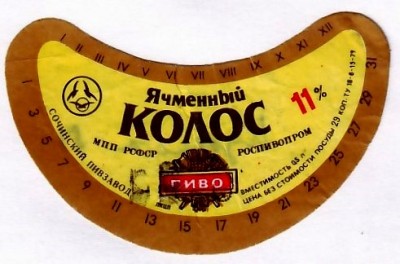 I II III IV V VI VII VIII IX X XI XII
Ячменный
КОЛОС
11%
МПП РСФСР РОСПИВОПРОМ
СОЧИНСКИЙ ПИВЗАВОД
ПИВО
ВМЕСТИМОСТЬ 0,5 л
ЦЕНА БЕЗ СТОИМОСТИ ПОСУДЫ 29 КОП.
1 3 5 7 9 11 13 15 17 19 21 23 25 27 29 31